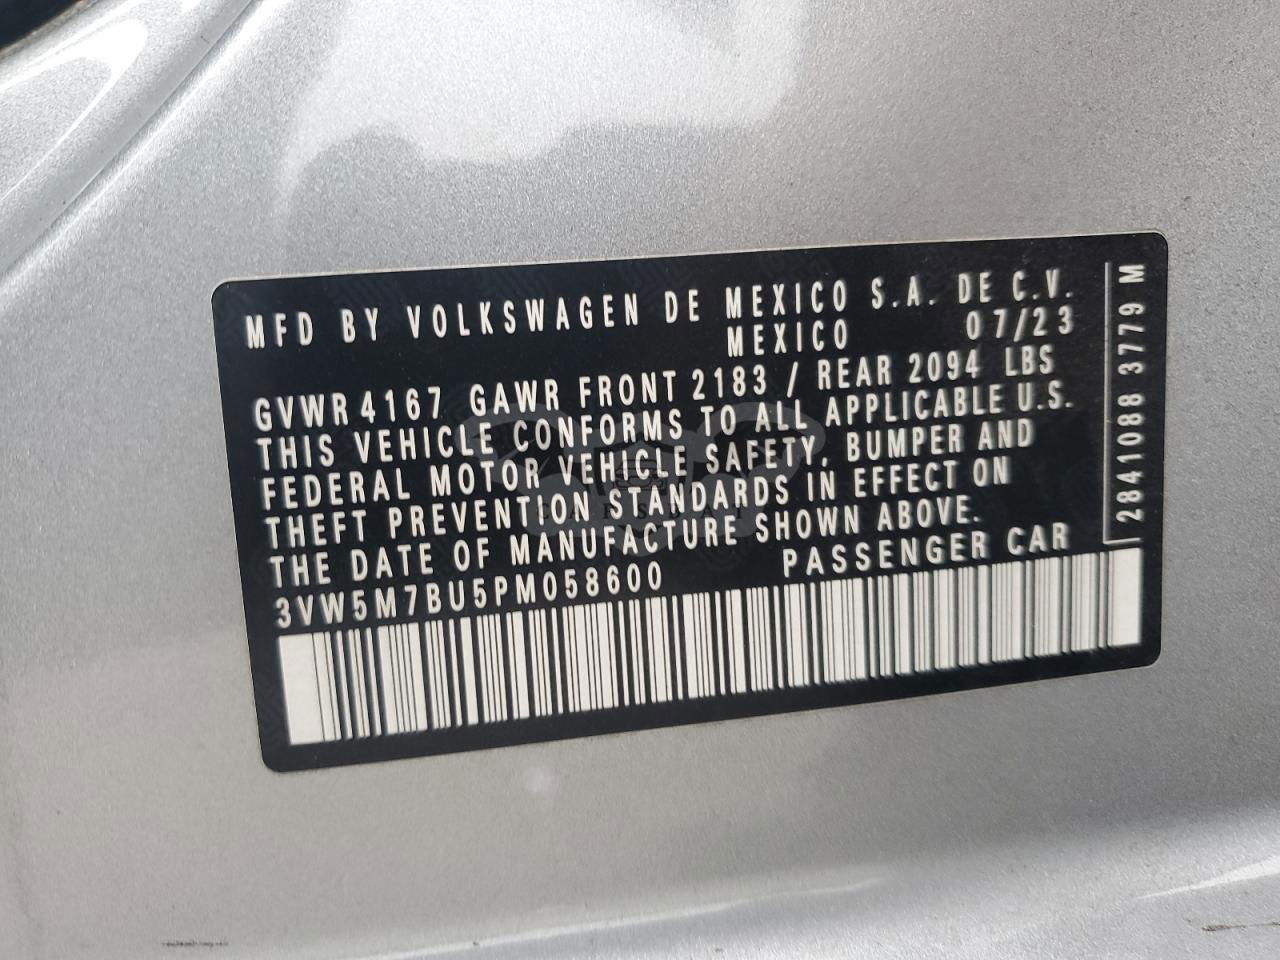 MFD BY VOLKSWAGEN DE MEXICO S.A. DE C.V.
MEXICO 07/23
GVWR 4167 GAWR FRONT 2183 / REAR 2094 LBS
THIS VEHICLE CONFORMS TO ALL APPLICABLE U.S.
FEDERAL MOTOR VEHICLE SAFETY, BUMPER AND
THEFT PREVENTION STANDARDS IN EFFECT ON
THE DATE OF MANUFACTURE SHOWN ABOVE.
3VW5M7BU5PM058600 PASSENGER CAR
2841088 3779 M